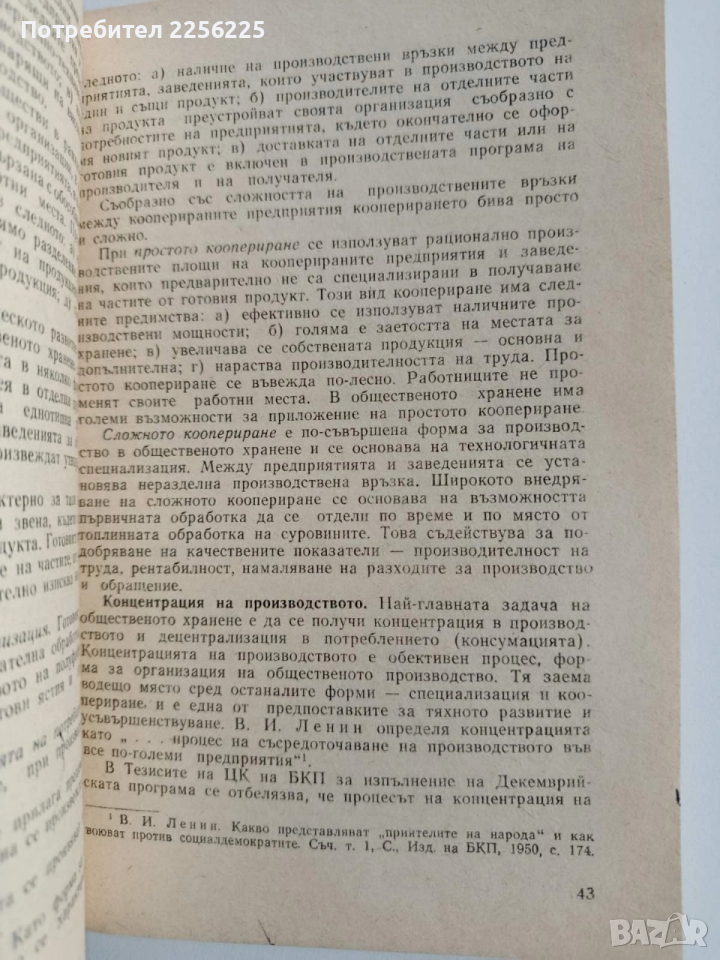 Потребител 2256225
следното: а) наличие на производствени връзки между пред-
приятията, заведенията, които участвуват в производството на
един и същи продукт; б) производителите на отделните части
на продукта преустройват своята организация съобразно с
потребностите на предприятията, където окончателно се офор-
мя новият продукт; в) доставката на отделните части или на
готовия продукт е включен в производствената програма на
производителя и на получателя.
Съобразно със сложността на производствените връзки
между кооперираните предприятия кооперирането бива просто
и сложно.
При простото коопериране се използуват рационално произ-
водствените площи на кооперираните предприятия и заведе-
ния, които предварително не са специализирани в получаване
на частите от готовия продукт. Този вид коопериране има след-
ните предимства: а) ефективно се използуват наличните про-
изводствени мощности; б) голяма е заетостта на местата за
хранене; в) увеличава се собствената продукция — основна и
допълнителна; г) нараства производителността на труда. Про-
стото коопериране се въвежда по-лесно. Работниците не про-
менят своите работни места. В общественото хранене има
големи възможности за приложение на простото коопериране.
Сложното коопериране е по-съвършена форма за производ-
ство в общественото хранене и се основава на технологичната
специализация. Между предприятията и заведенията се уста-
новява неразделна производствена връзка. Широкото внедря-
ване на сложното коопериране се основава на възможността
първичната обработка да се отдели по време и по място от
топлинната обработка на суровините. Това съдействува за по-
добряване на качествените показатели — производителност на
труда, рентабилност, намаляване на разходите за производство
и обращение.
Концентрация на производството. Най-главната задача на
общественото хранене е да се получи концентрация в производ-
ството и децентрализация в потреблението (консумацията).
Концентрацията на производството е обективен процес, фор-
ма за организация на общественото производство. Тя заема
водещо място сред останалите форми — специализация и коо-
периране, и е една от предпоставките за тяхното развитие и
усъвършенствуване. В. И. Ленин определя концентрацията
като „ . . . процес на съсредоточаване на производството във
все по-големи предприятия“¹.
В Тезисите на ЦК на БКП за изпълнение на Декемврий-
ската програма се отбелязва, че процесът на концентрация на
¹ В. И. Ленин. Какво представляват „приятелите на народа“ и как
воюват против социалдемократите. Съч. т. 1, С., Изд. на БКП, 1950, с. 174.
43
BAZAR